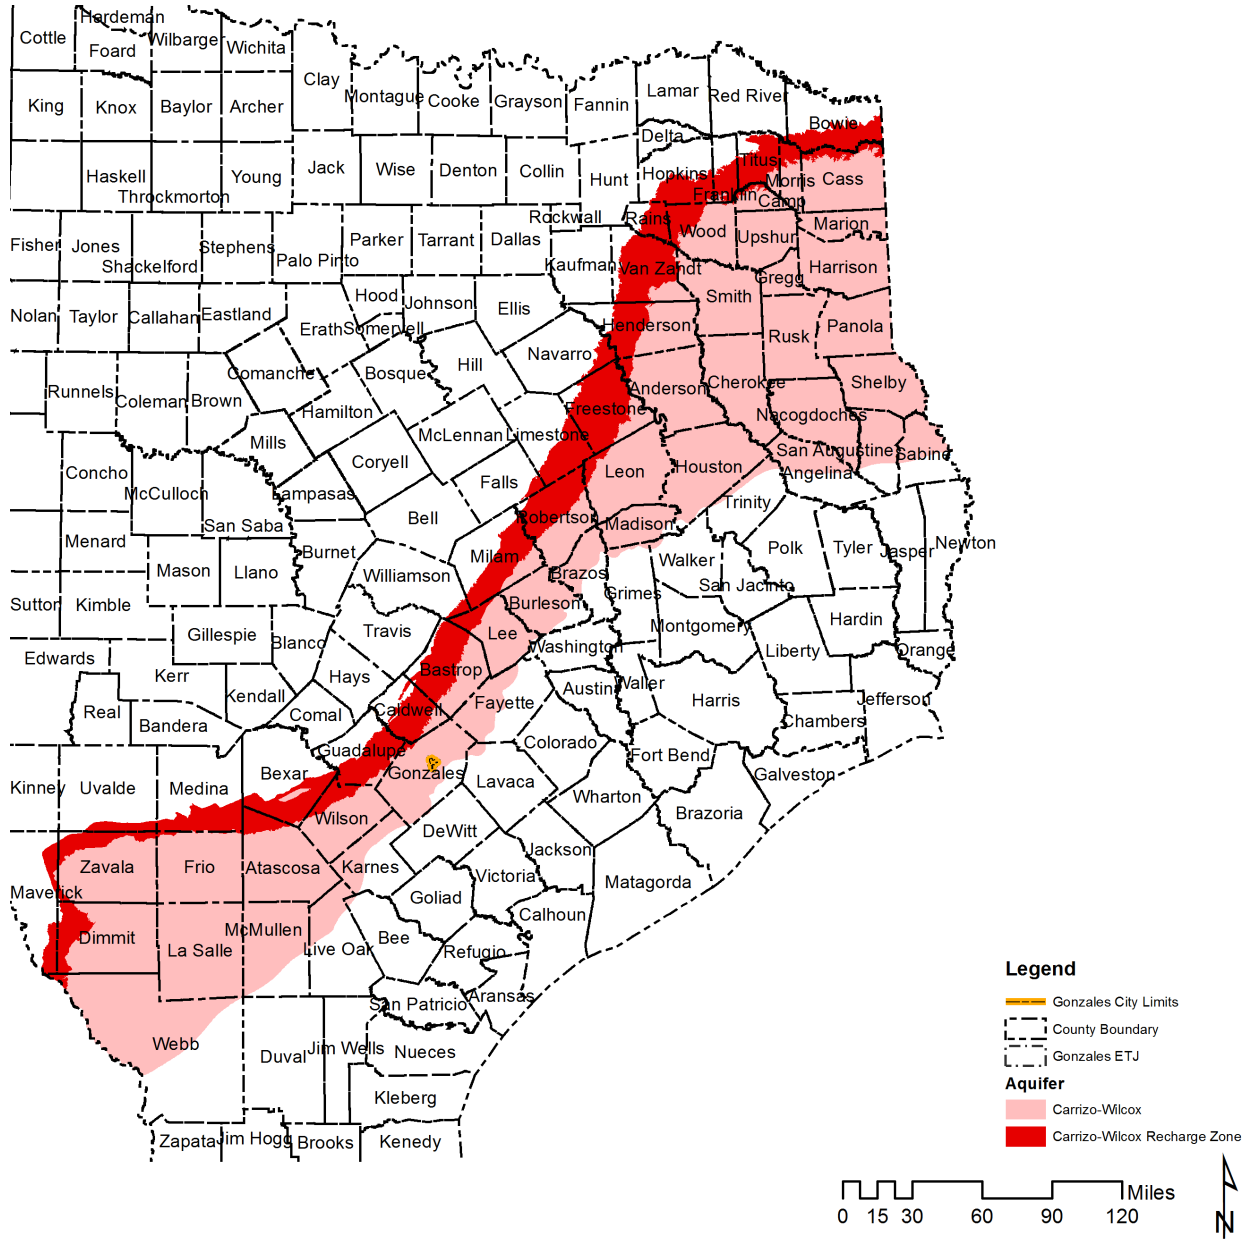 Hardeman
Cottle
Foard
Wilbarger
Wichita
Clay
Montague
Cooke
Grayson
Fannin
Lamar
Red River
Bowie
King
Knox
Baylor
Archer
Delta
Haskell
Throckmorton
Young
Jack
Wise
Denton
Collin
Hunt
Hopkins
Titus
Franklin
Morris
Camp
Cass
Rockwall
Rains
Wood
Upshur
Marion
Fisher
Jones
Shackelford
Stephens
Palo Pinto
Parker
Tarrant
Dallas
Kaufman
Van Zandt
Smith
Gregg
Harrison
Nolan
Taylor
Callahan
Eastland
Erath
Hood
Somervell
Johnson
Ellis
Henderson
Rusk
Panola
Navarro
Hill
Bosque
Comanche
Runnels
Coleman
Brown
Hamilton
Freestone
Anderson
Cherokee
Shelby
Nacogdoches
Mills
McLennan
Limestone
Coryell
Falls
Leon
Houston
San Augustine
Sabine
Angelina
Concho
McCulloch
Lampasas
San Saba
Bell
Robertson
Madison
Trinity
Menard
Burnet
Milam
Walker
Polk
Tyler
Jasper
Newton
Mason
Llano
Williamson
Brazos
Grimes
San Jacinto
Sutton
Kimble
Burleson
Gillespie
Blanco
Travis
Lee
Washington
Montgomery
Hardin
Liberty
Orange
Edwards
Kerr
Kendall
Hays
Bastrop
Austin
Waller
Harris
Jefferson
Chambers
Real
Bandera
Comal
Caldwell
Fayette
Guadalupe
Colorado
Fort Bend
Galveston
Kinney
Uvalde
Medina
Bexar
Gonzales
Lavaca
Wharton
Brazoria
Wilson
DeWitt
Jackson
Zavala
Frio
Atascosa
Karnes
Victoria
Matagorda
Maverick
Goliad
Calhoun
Dimmit
La Salle
McMullen
Live Oak
Bee
Refugio
San Patricio
Aransas
Webb
Duval
Jim Wells
Nueces
Kleberg
Zapata
Jim Hogg
Brooks
Kenedy
Legend
Gonzales City Limits
County Boundary
Gonzales ETJ
Aquifer
Carrizo-Wilcox
Carrizo-Wilcox Recharge Zone
Miles
0 15 30 60 90 120
N